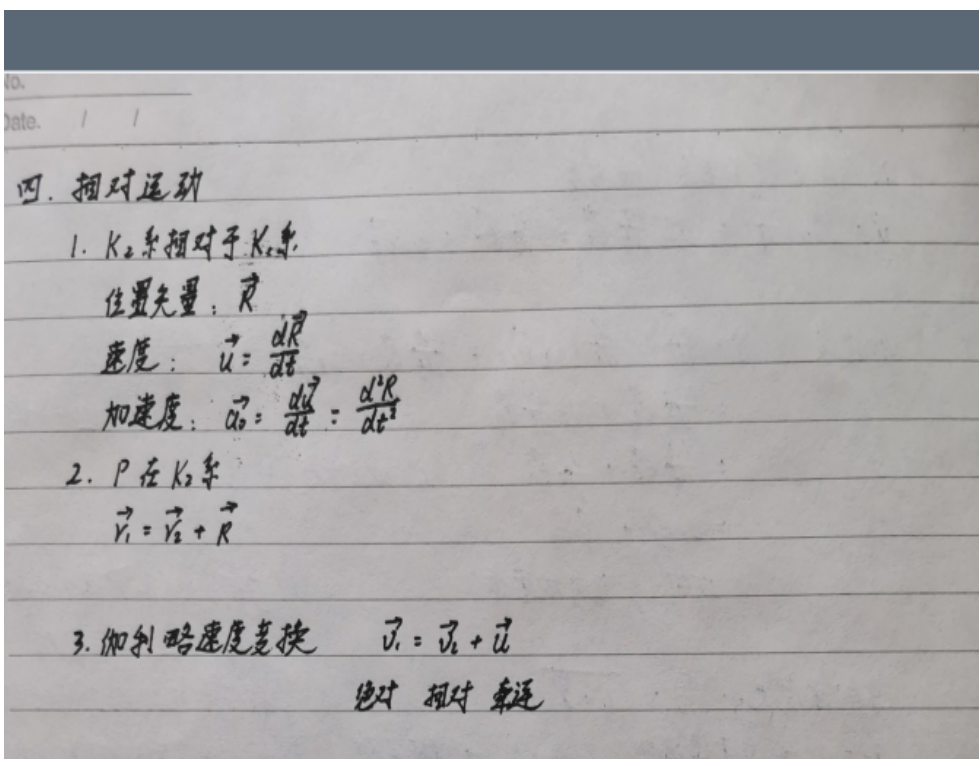 No.
Date. / /
四. 相对运动
1. K₂系相对于K₁系
位置矢量: R⃗
速度: u⃗ = dR⃗/dt
加速度: a⃗₀ = du⃗/dt = d²R/dt²
2. P在K₂系
r⃗₁ = r⃗₂ + R⃗
3. 伽利略速度变换 v⃗₁ = v⃗₂ + u⃗
绝对 相对 牵连